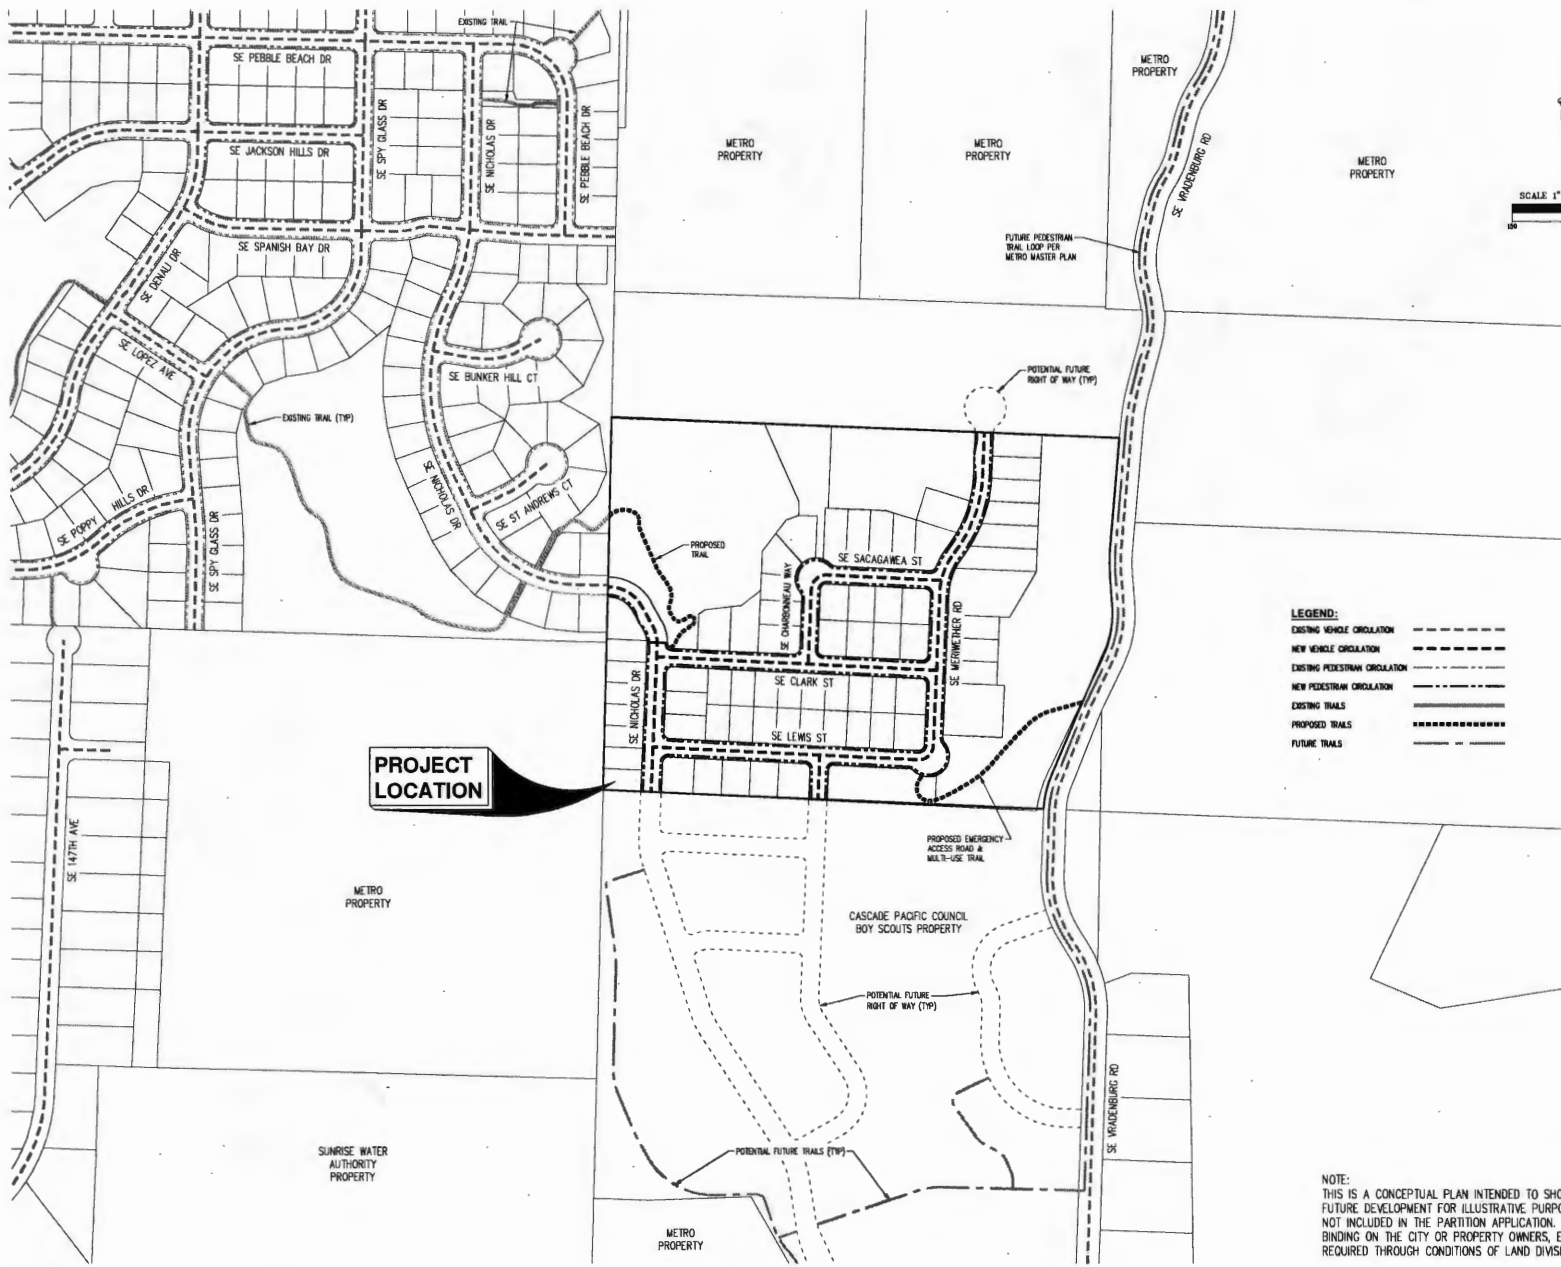 EXISTING TRAIL
SE PEBBLE BEACH DR
SE JACKSON HILLS DR
SE SPY GLASS DR
SE NICHOLAS DR
SE PEBBLE BEACH DR
SE SPANISH BAY DR
SE DENALI DR
SE LOPEZ AVE
SE BUNKER HILL CT
EXISTING TRAIL (TYP)
SE NICHOLAS DR
SE ST ANDREWS CT
SE POPPY HILLS DR
SE SPY GLASS DR
METRO
PROPERTY
METRO
PROPERTY
METRO
PROPERTY
METRO
PROPERTY
SE VRADENBURG RD
SCALE 1"
FUTURE PEDESTRIAN
TRAIL LOOP PER
METRO MASTER PLAN
POTENTIAL FUTURE
RIGHT OF WAY (TYP)
PROPOSED
TRAIL
SE SACAGAWEA ST
SE CHARBONNEAU WAY
SE MERIWETHER RD
SE CLARK ST
SE NICHOLAS DR
SE LEWIS ST
PROJECT
LOCATION
LEGEND:
EXISTING VEHICLE CIRCULATION
NEW VEHICLE CIRCULATION
EXISTING PEDESTRIAN CIRCULATION
NEW PEDESTRIAN CIRCULATION
EXISTING TRAILS
PROPOSED TRAILS
FUTURE TRAILS
PROPOSED EMERGENCY
ACCESS ROAD &
MULTI-USE TRAIL
SE 147TH AVE
METRO
PROPERTY
CASCADE PACIFIC COUNCIL
BOY SCOUTS PROPERTY
POTENTIAL FUTURE
RIGHT OF WAY (TYP)
SE VRADENBURG RD
SUNRISE WATER
AUTHORITY
PROPERTY
POTENTIAL FUTURE TRAILS (TYP)
METRO
PROPERTY
NOTE:
THIS IS A CONCEPTUAL PLAN INTENDED TO SHO
FUTURE DEVELOPMENT FOR ILLUSTRATIVE PURPO
NOT INCLUDED IN THE PARTITION APPLICATION.
BINDING ON THE CITY OR PROPERTY OWNERS, E
REQUIRED THROUGH CONDITIONS OF LAND DIVIS